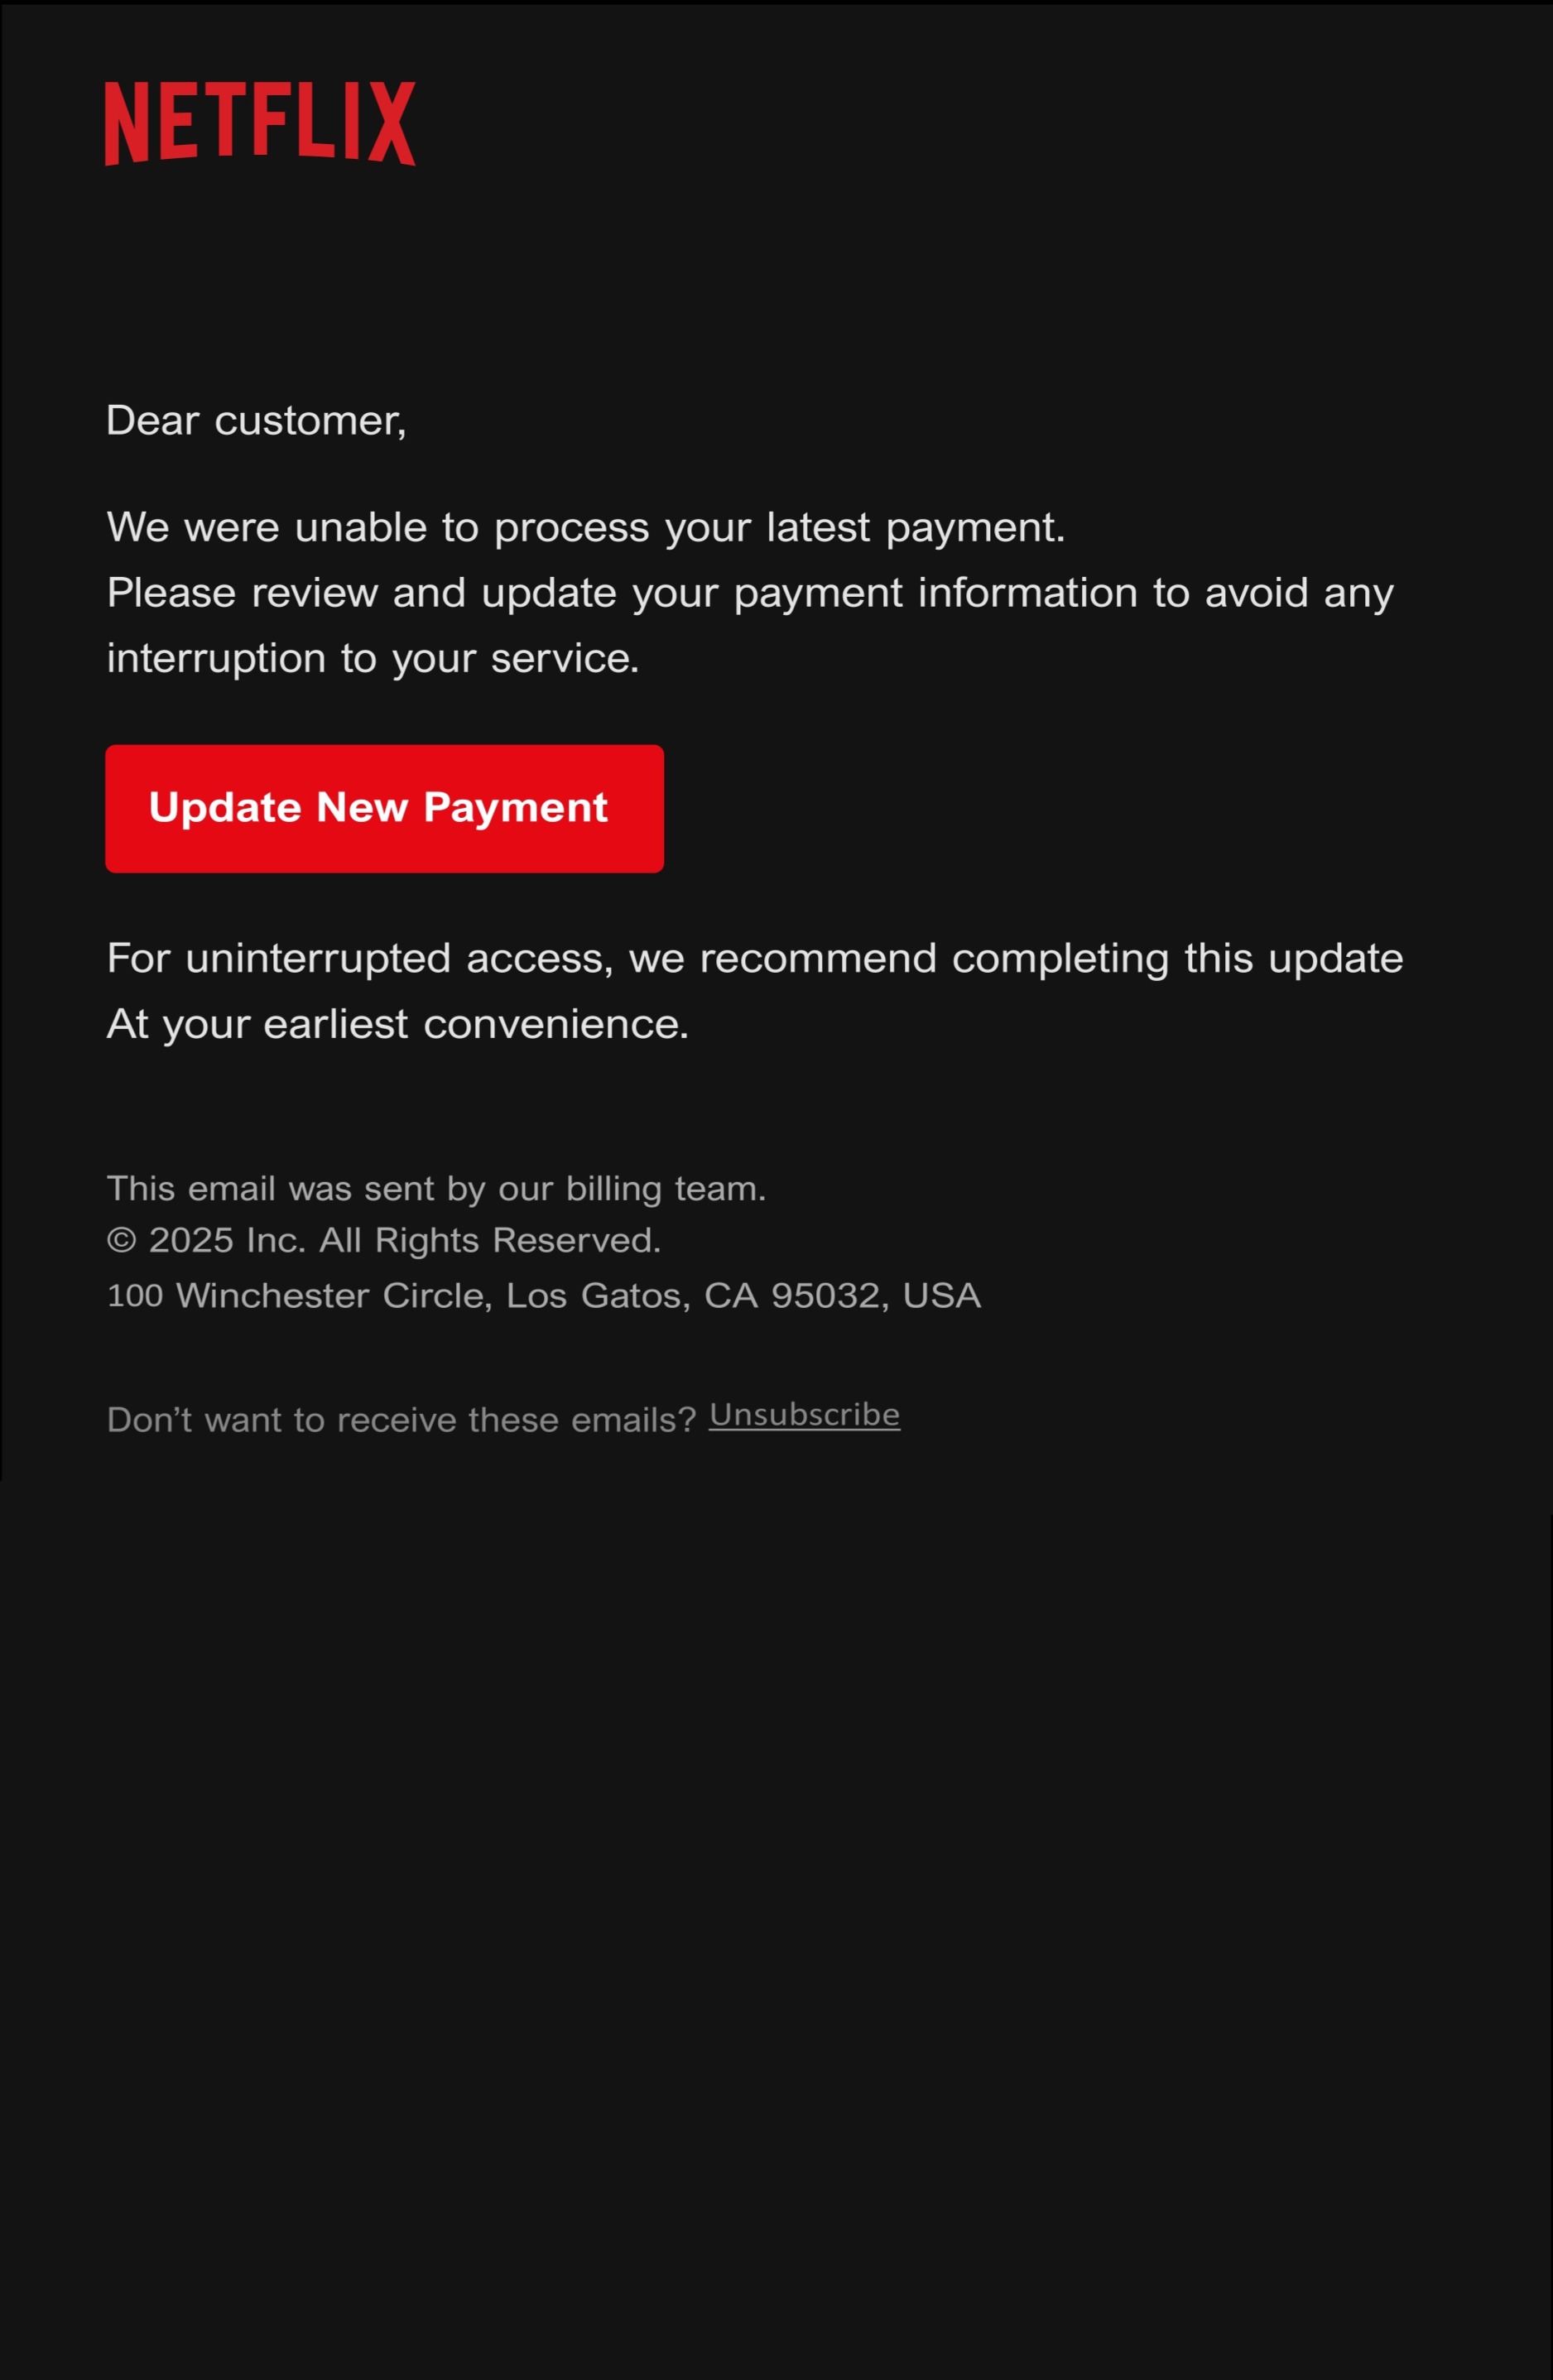 NETFLIX
Dear customer,
We were unable to process your latest payment.
Please review and update your payment information to avoid any
interruption to your service.
Update New Payment
For uninterrupted access, we recommend completing this update
At your earliest convenience.
This email was sent by our billing team.
© 2025 Inc. All Rights Reserved.
100 Winchester Circle, Los Gatos, CA 95032, USA
Don’t want to receive these emails? Unsubscribe